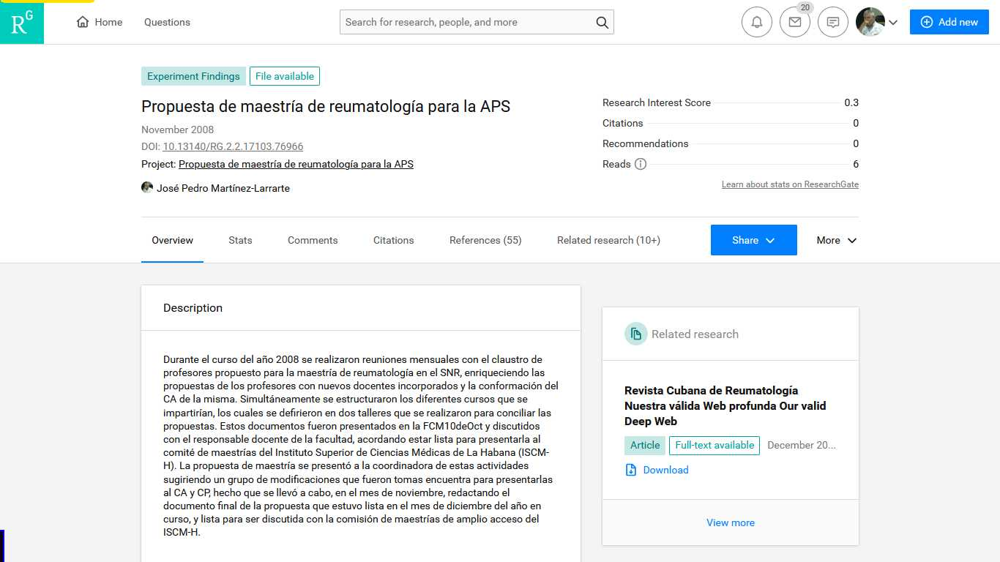 RG
Home
Questions
Search for research, people, and more
20
Add new
Experiment Findings
File available
Propuesta de maestría de reumatología para la APS
November 2008
DOI: 10.13140/RG.2.2.17103.76966
Project: Propuesta de maestría de reumatología para la APS
José Pedro Martínez-Larrarte
Research Interest Score 0.3
Citations 0
Recommendations 0
Reads 6
Learn about stats on ResearchGate
Overview
Stats
Comments
Citations
References (55)
Related research (10+)
Share
More
Description
Durante el curso del año 2008 se realizaron reuniones mensuales con el claustro de
profesores propuesto para la maestría de reumatología en el SNR, enriqueciendo las
propuestas de los profesores con nuevos docentes incorporados y la conformación del
CA de la misma. Simultáneamente se estructuraron los diferentes cursos que se
impartirían, los cuales se defirieron en dos talleres que se realizaron para conciliar las
propuestas. Estos documentos fueron presentados en la FCM10deOct y discutidos
con el responsable docente de la facultad, acordando estar lista para presentarla al
comité de maestrías del Instituto Superior de Ciencias Médicas de La Habana (ISCM-
H). La propuesta de maestría se presentó a la coordinadora de estas actividades
sugiriendo un grupo de modificaciones que fueron tomas encuentra para presentarlas
al CA y CP, hecho que se llevó a cabo, en el mes de noviembre, redactando el
documento final de la propuesta que estuvo lista en el mes de diciembre del año en
curso, y lista para ser discutida con la comisión de maestrías de amplio acceso del
ISCM-H.
Related research
Revista Cubana de Reumatología
Nuestra válida Web profunda Our valid
Deep Web
Article
Full-text available
December 20...
Download
View more